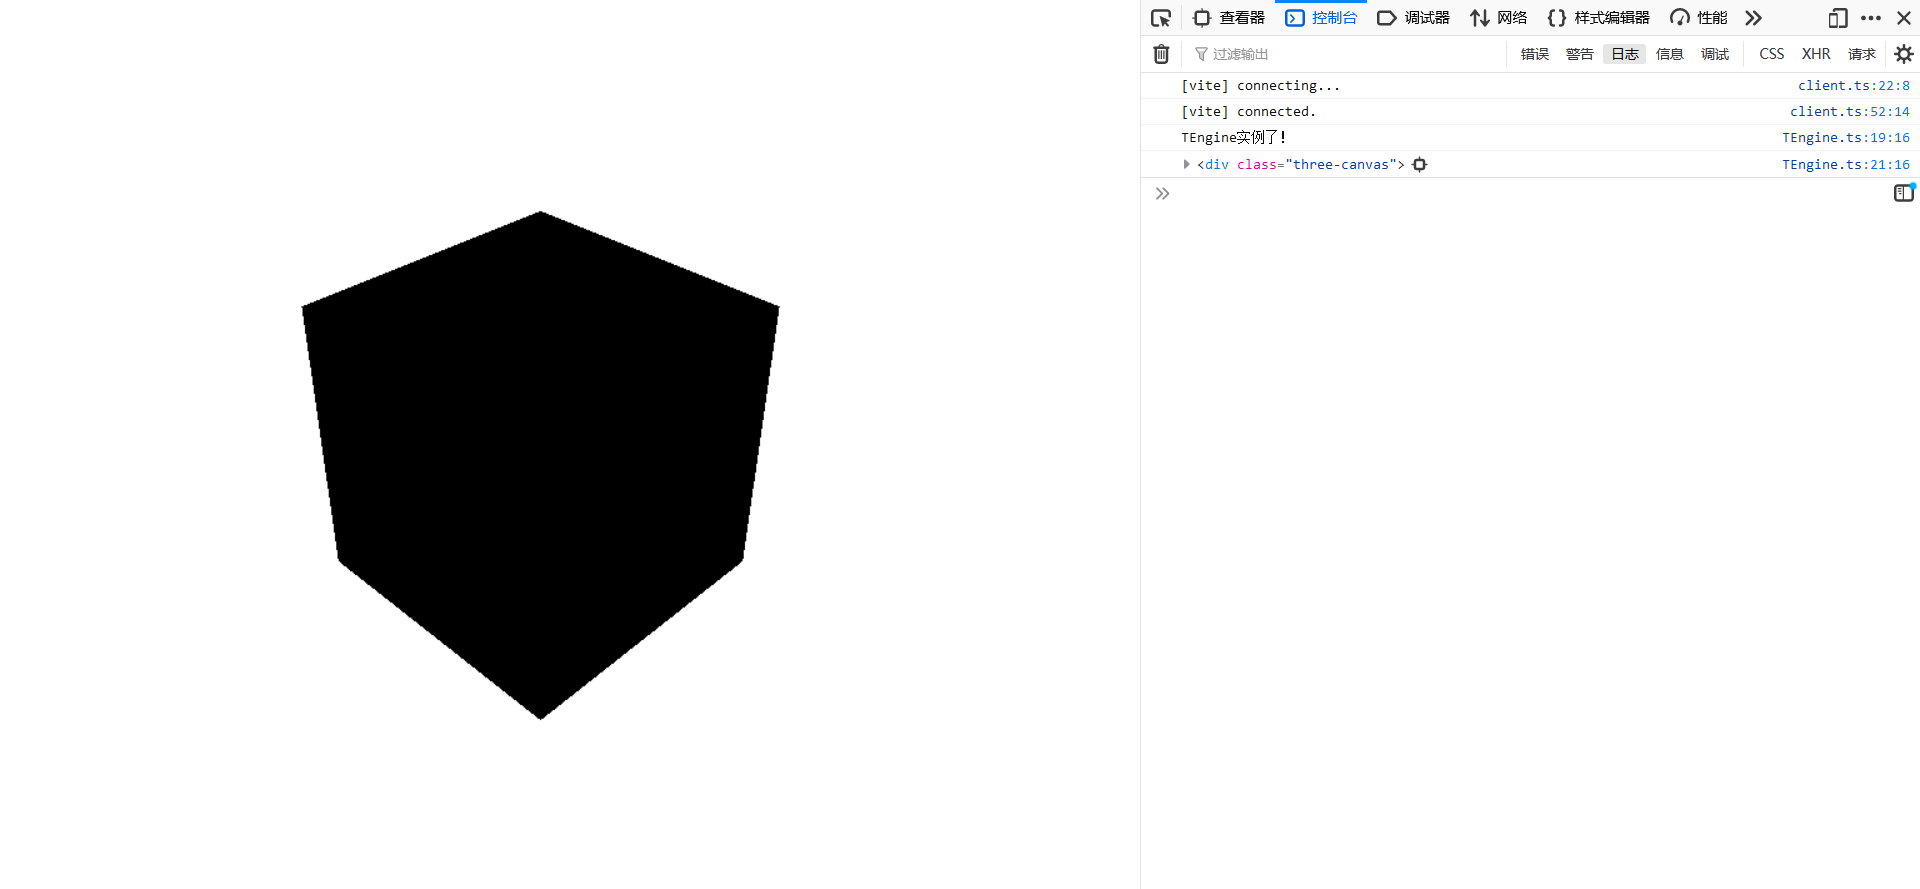 查看器 控制台 调试器 网络 样式编辑器 性能
过滤输出 错误 警告 日志 信息 调试 CSS XHR 请求
[vite] connecting... client.ts:22:8
[vite] connected. client.ts:52:14
TEngine实例了! TEngine.ts:19:16
<div class="three-canvas"> TEngine.ts:21:16